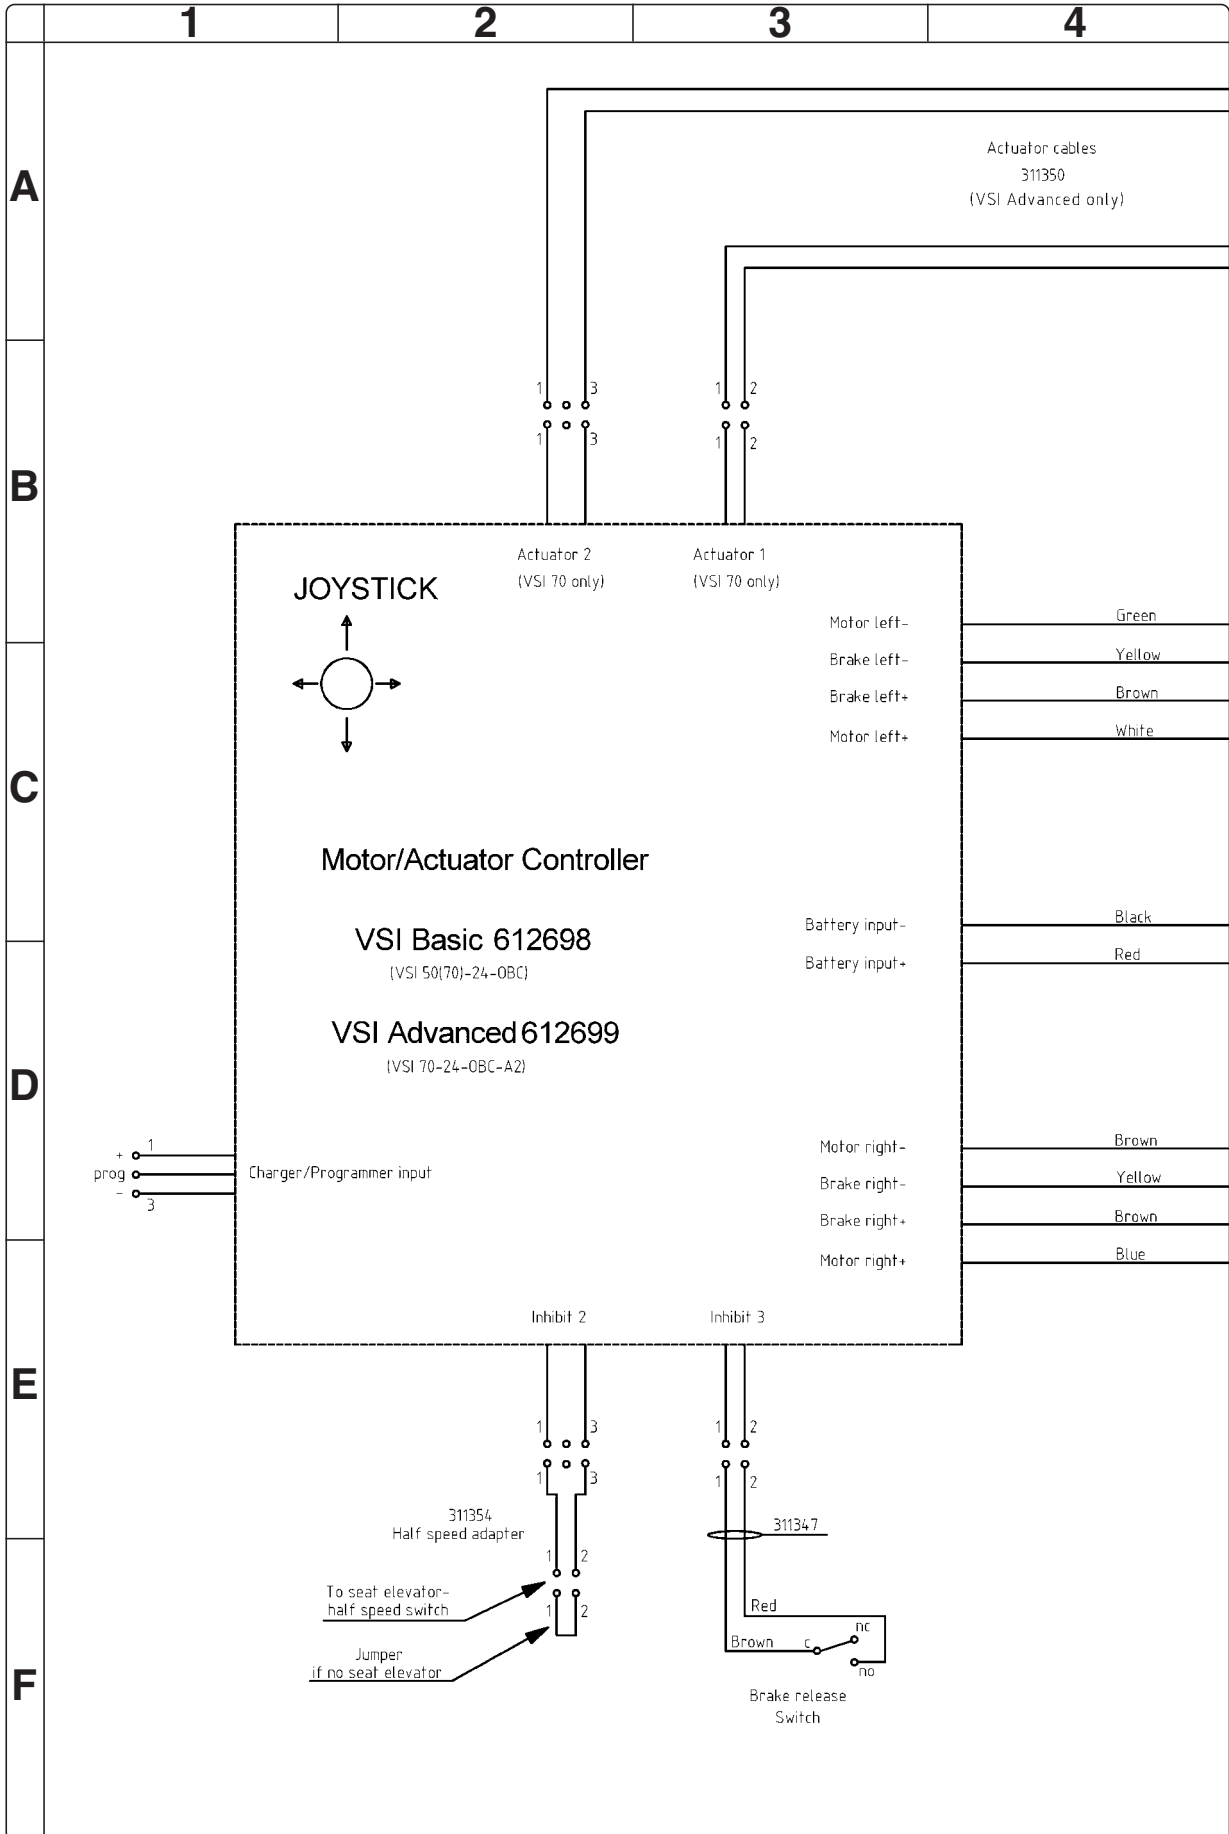 1 2 3 4
A
Actuator cables
311350
(VSI Advanced only)
1 3 1 2
1 3 1 2
B
Actuator 2
(VSI 70 only)
Actuator 1
(VSI 70 only)
JOYSTICK
Motor left- Green
Brake left- Yellow
Brake left+ Brown
Motor left+ White
C
Motor/Actuator Controller
VSI Basic 612698
(VSI 50(70)-24-OBC)
Battery input- Black
Battery input+ Red
VSI Advanced 612699
(VSI 70-24-OBC-A2)
D
+ 1
prog
- 3
Charger/Programmer input
Motor right- Brown
Brake right- Yellow
Brake right+ Brown
Motor right+ Blue
Inhibit 2 Inhibit 3
E
1 3 1 2
1 3 1 2
311354
Half speed adapter
311347
1 2
To seat elevator-
half speed switch
1 2
Jumper
if no seat elevator
Red
Brown c nc
no
F
Brake release
Switch